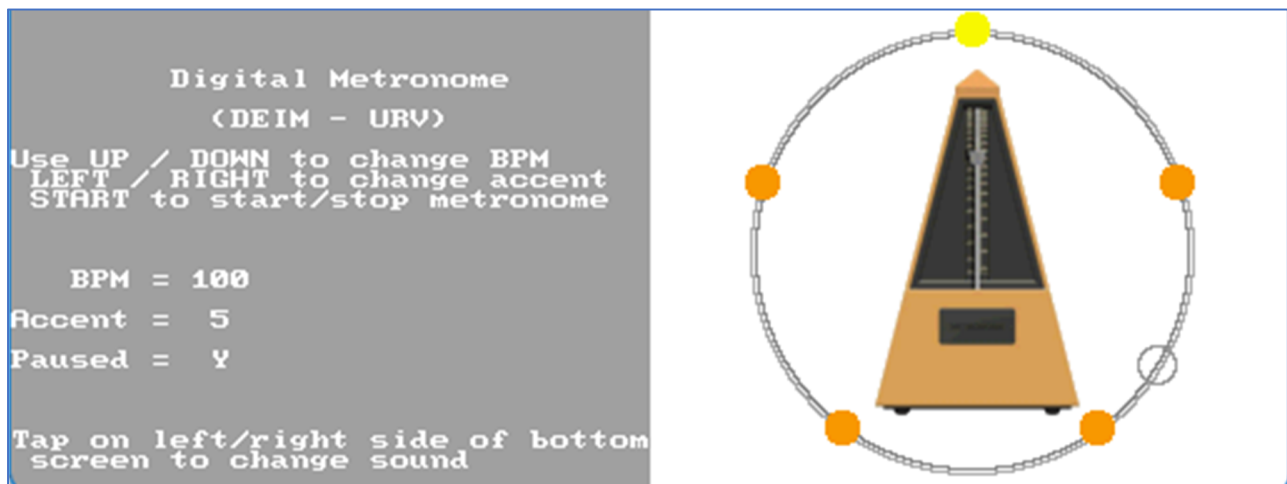 Digital Metronome
(DEIM - URV)
Use UP / DOWN to change BPM
LEFT / RIGHT to change accent
START to start/stop metronome
BPM = 100
Accent = 5
Paused = Y
Tap on left/right side of bottom
screen to change sound